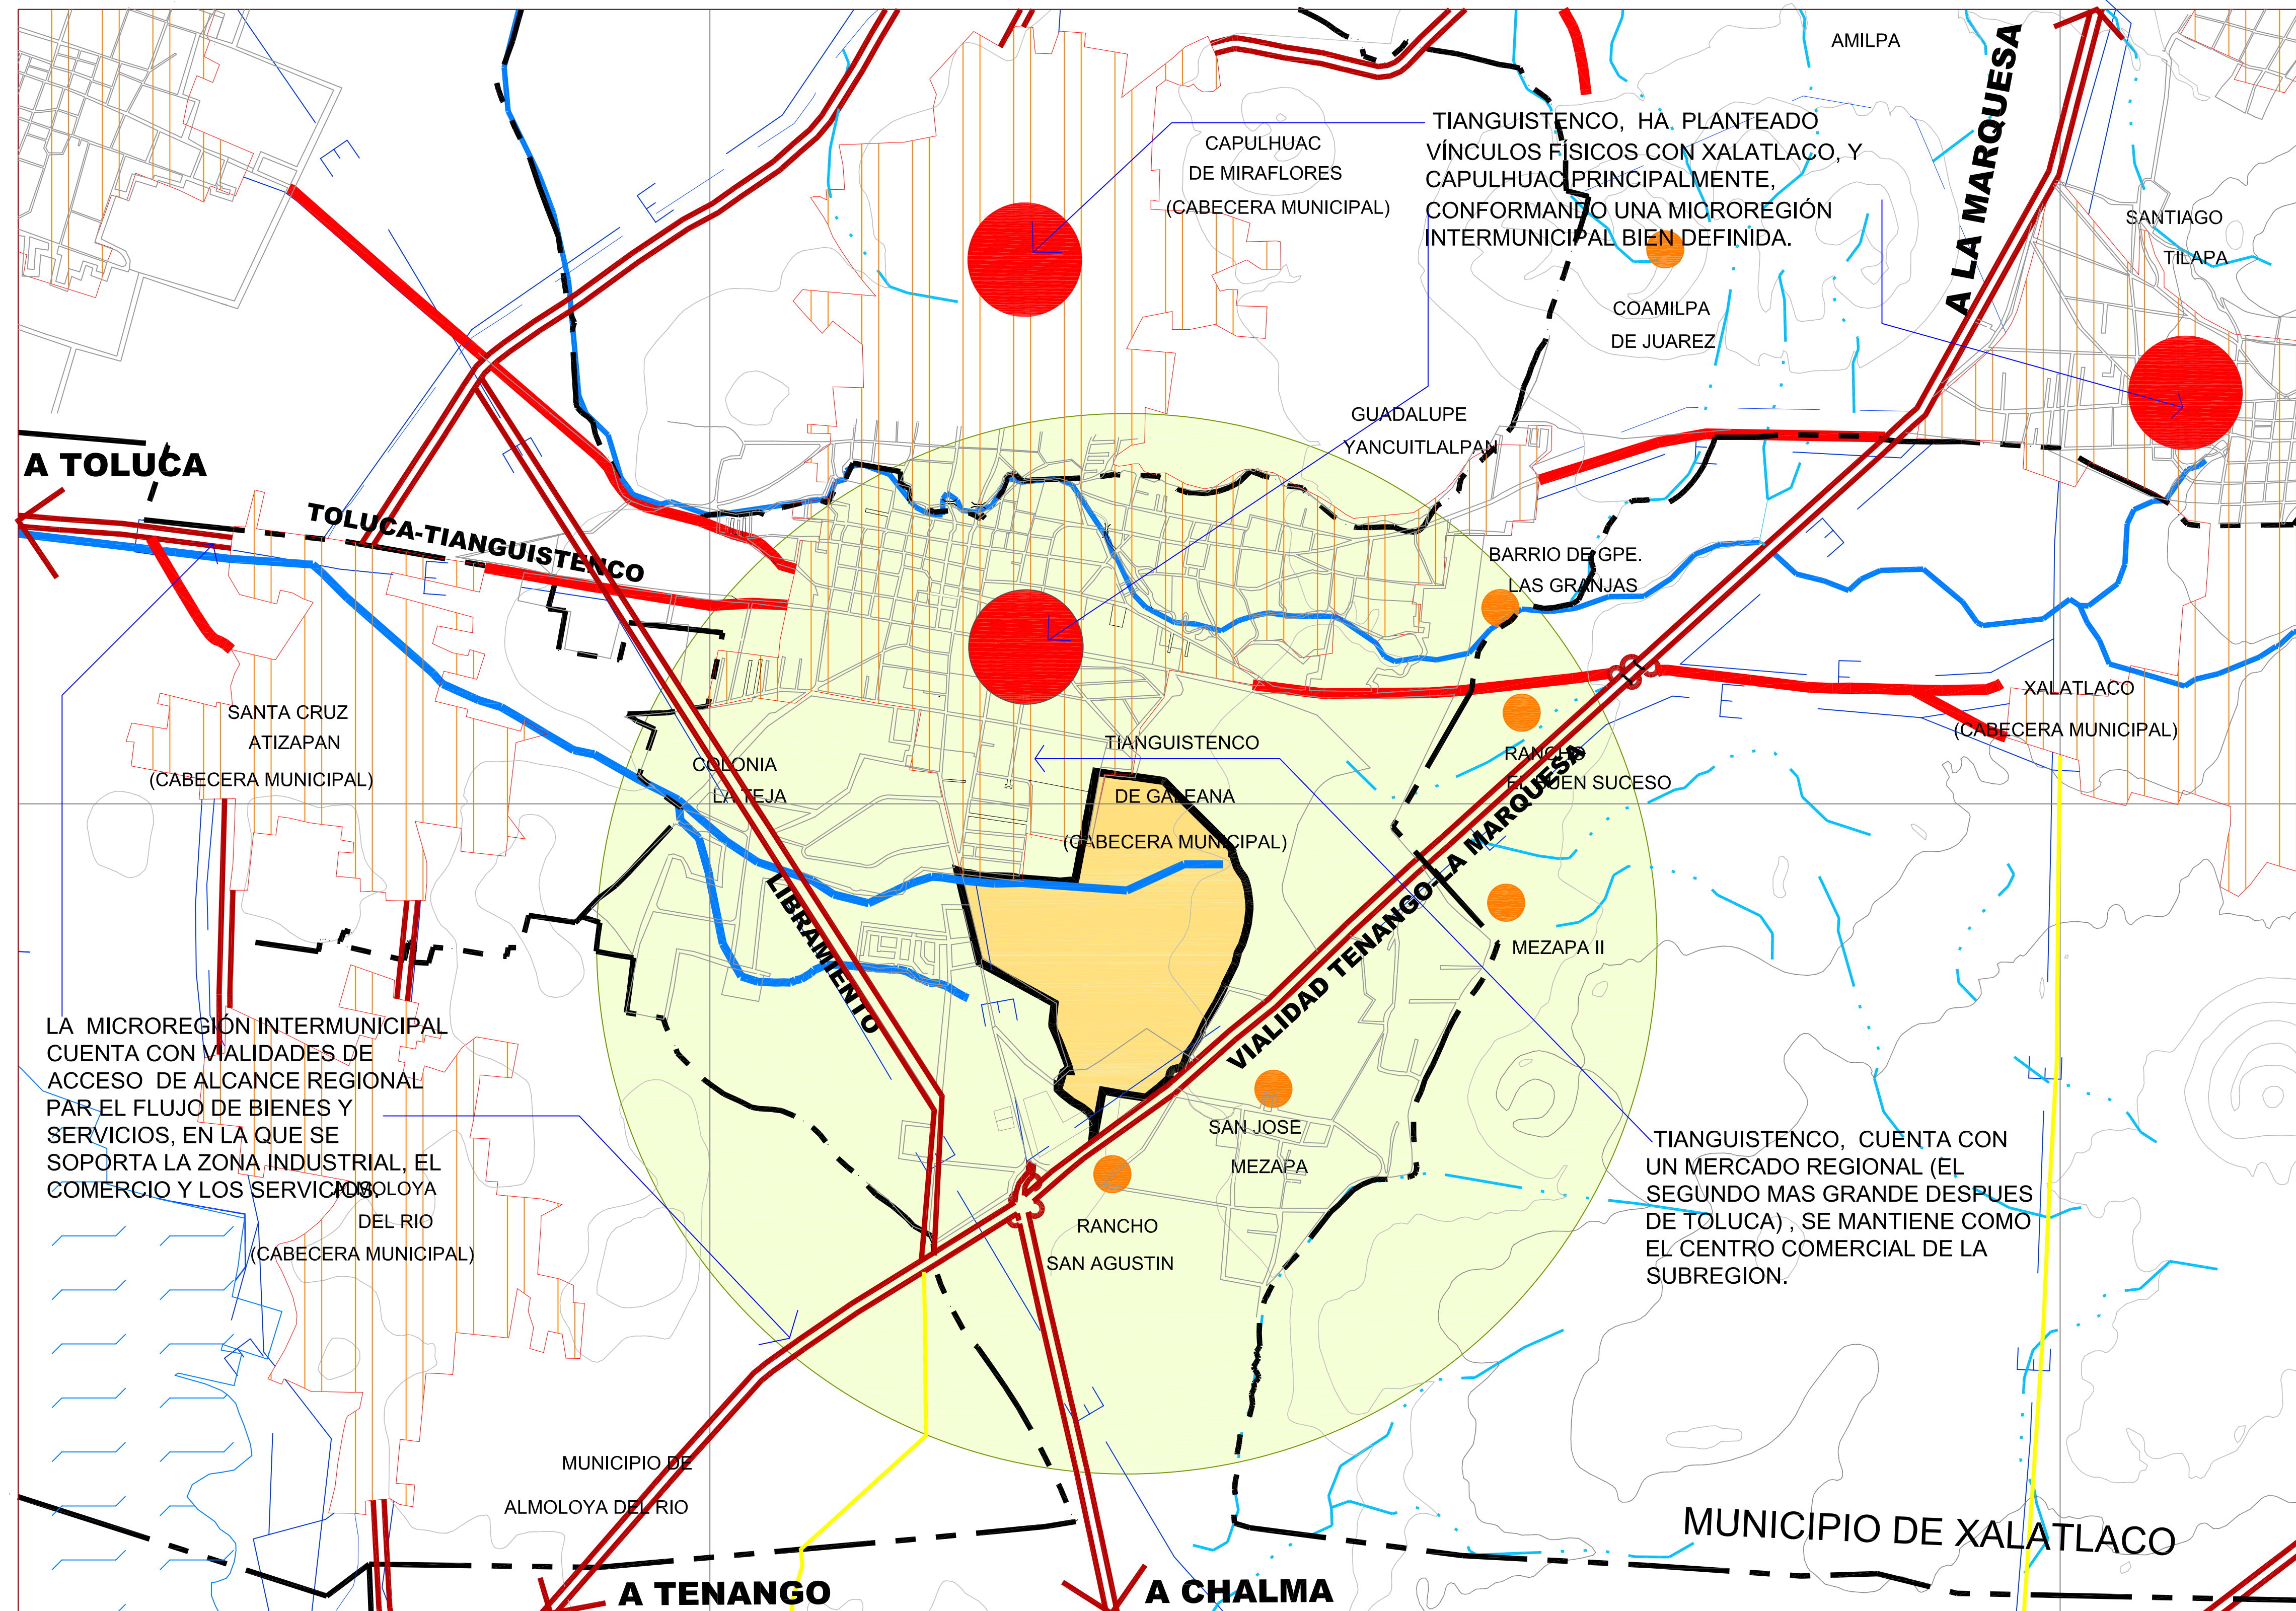 AMILPA
A LA MARQUESA
TIANGUISTENCO, HA PLANTEADO
VÍNCULOS FÍSICOS CON XALATLACO, Y
CAPULHUAC PRINCIPALMENTE,
CONFORMANDO UNA MICROREGIÓN
INTERMUNICIPAL BIEN DEFINIDA.
CAPULHUAC
DE MIRAFLORES
(CABECERA MUNICIPAL)
SANTIAGO
TILAPA
COAMILPA
DE JUAREZ
GUADALUPE
YANCUITLALPAN
A TOLUCA
TOLUCA-TIANGUISTENCO
BARRIO DE GPE.
LAS GRANJAS
XALATLACO
(CABECERA MUNICIPAL)
SANTA CRUZ
ATIZAPAN
(CABECERA MUNICIPAL)
COLONIA
LA TEJA
TIANGUISTENCO
DE GALEANA
(CABECERA MUNICIPAL)
RANCHO
EL BUEN SUCESO
LIBRAMIENTO
VIALIDAD TENANGO-LA MARQUESA
MEZAPA II
LA MICROREGIÓN INTERMUNICIPAL
CUENTA CON VIALIDADES DE
ACCESO DE ALCANCE REGIONAL
PAR EL FLUJO DE BIENES Y
SERVICIOS, EN LA QUE SE
SOPORTA LA ZONA INDUSTRIAL, EL
COMERCIO Y LOS SERVICIOS.
ALMOLOYA
DEL RIO
(CABECERA MUNICIPAL)
SAN JOSE
MEZAPA
RANCHO
SAN AGUSTIN
TIANGUISTENCO, CUENTA CON
UN MERCADO REGIONAL (EL
SEGUNDO MAS GRANDE DESPUES
DE TOLUCA) , SE MANTIENE COMO
EL CENTRO COMERCIAL DE LA
SUBREGION.
MUNICIPIO DE
ALMOLOYA DEL RIO
MUNICIPIO DE XALATLACO
A TENANGO
A CHALMA